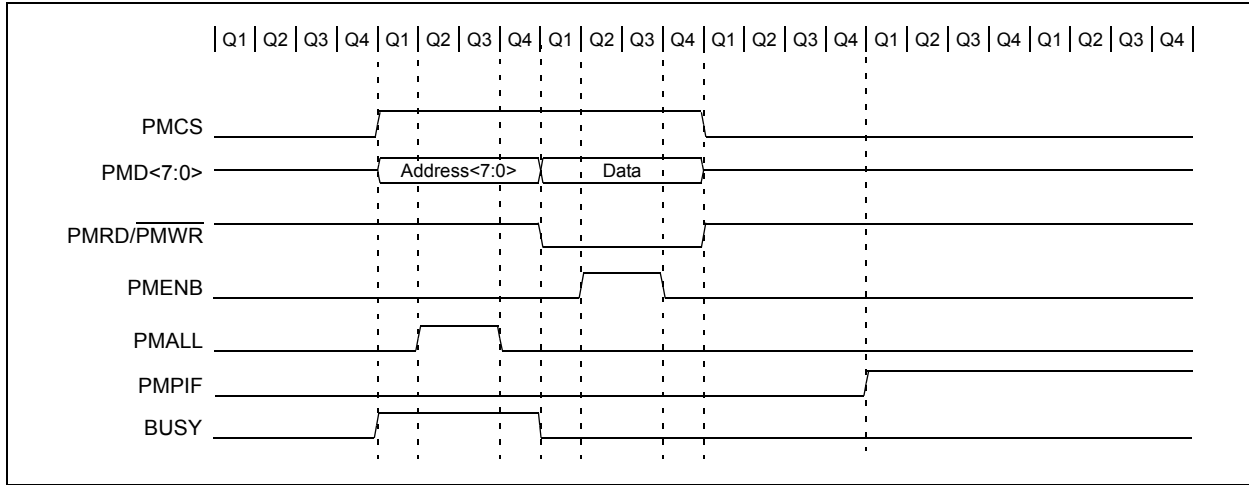 Q1 Q2 Q3 Q4 Q1 Q2 Q3 Q4 Q1 Q2 Q3 Q4 Q1 Q2 Q3 Q4 Q1 Q2 Q3 Q4 Q1 Q2 Q3 Q4
PMCS
PMD<7:0> Address<7:0> Data
PMRD/PMWR
PMENB
PMALL
PMPIF
BUSY